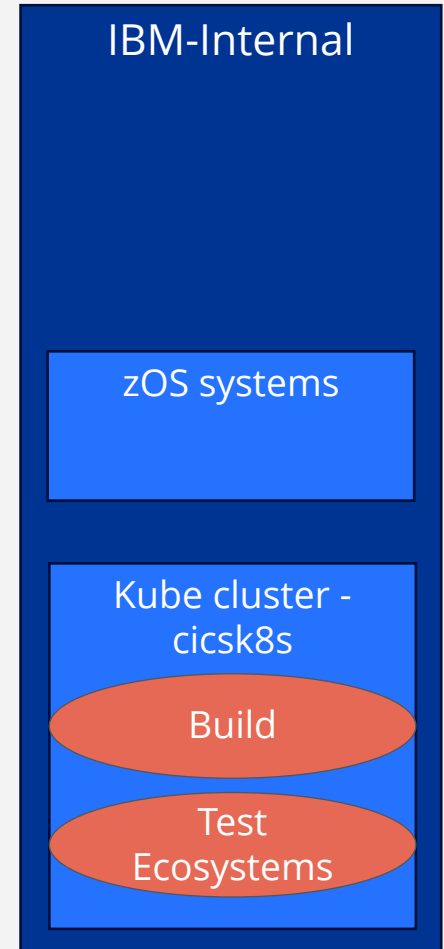 IBM-Internal
zOS systems
Kube cluster -
cicsk8s
Build
Test
Ecosystems